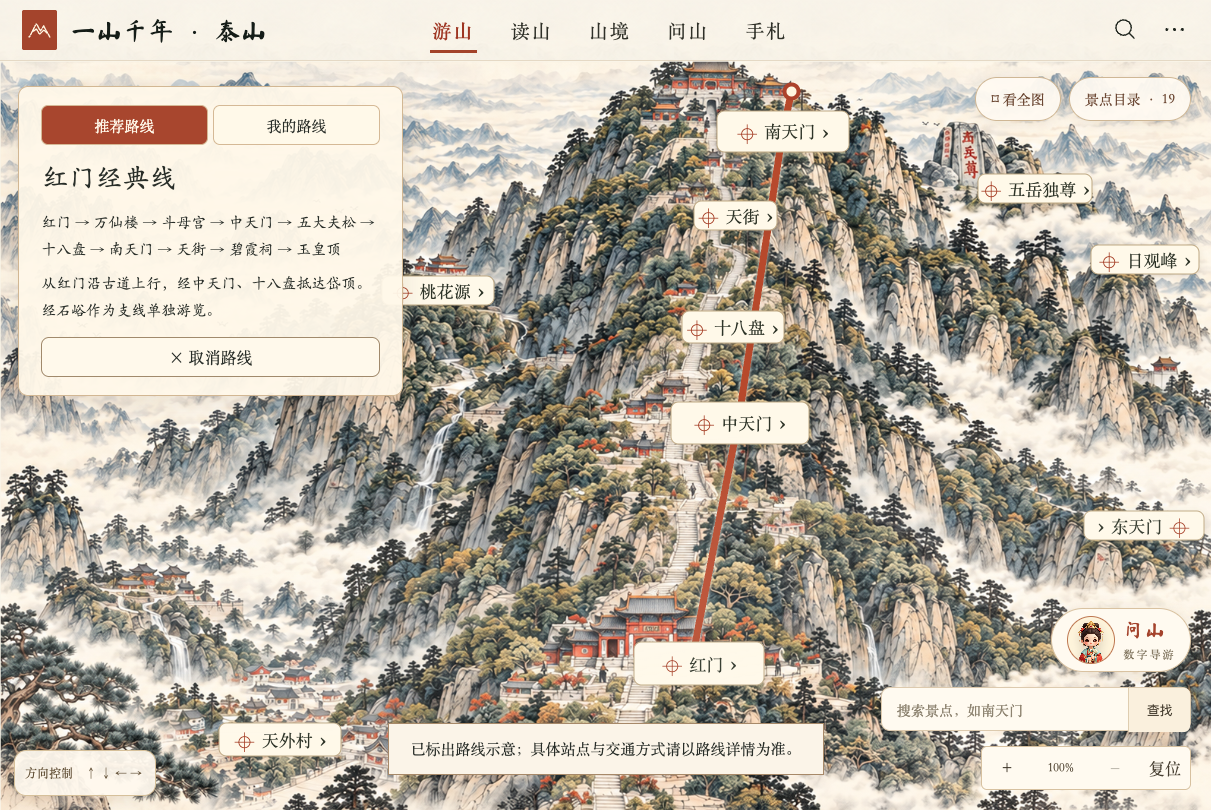 一山千年 · 泰山
游山
读山
山境
问山
手札
看全图
景点目录 · 19
推荐路线
我的路线
红门经典线
红门 → 万仙楼 → 斗母宫 → 中天门 → 五大夫松 →
十八盘 → 南天门 → 天街 → 碧霞祠 → 玉皇顶
从红门沿古道上行，经中天门、十八盘抵达岱顶。
经石峪作为支线单独游览。
× 取消路线
南天门 ›
五岳独尊
五岳独尊 ›
天街 ›
日观峰 ›
桃花源 ›
十八盘 ›
中天门 ›
› 东天门
问山
数字导游
红门 ›
搜索景点，如南天门
查找
天外村 ›
已标出路线示意；具体站点与交通方式请以路线详情为准。
方向控制 ↑ ↓ ← →
+ 100% − 复位